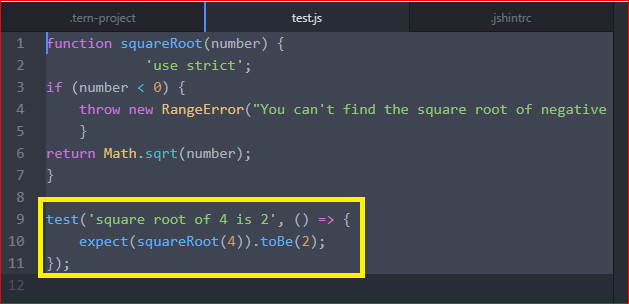 .tern-project test.js .jshintrc
1 function squareRoot(number) {
2 'use strict';
3 if (number < 0) {
4 throw new RangeError("You can't find the square root of negative
5 }
6 return Math.sqrt(number);
7 }
8
9 test('square root of 4 is 2', () => {
10 expect(squareRoot(4)).toBe(2);
11 });
12